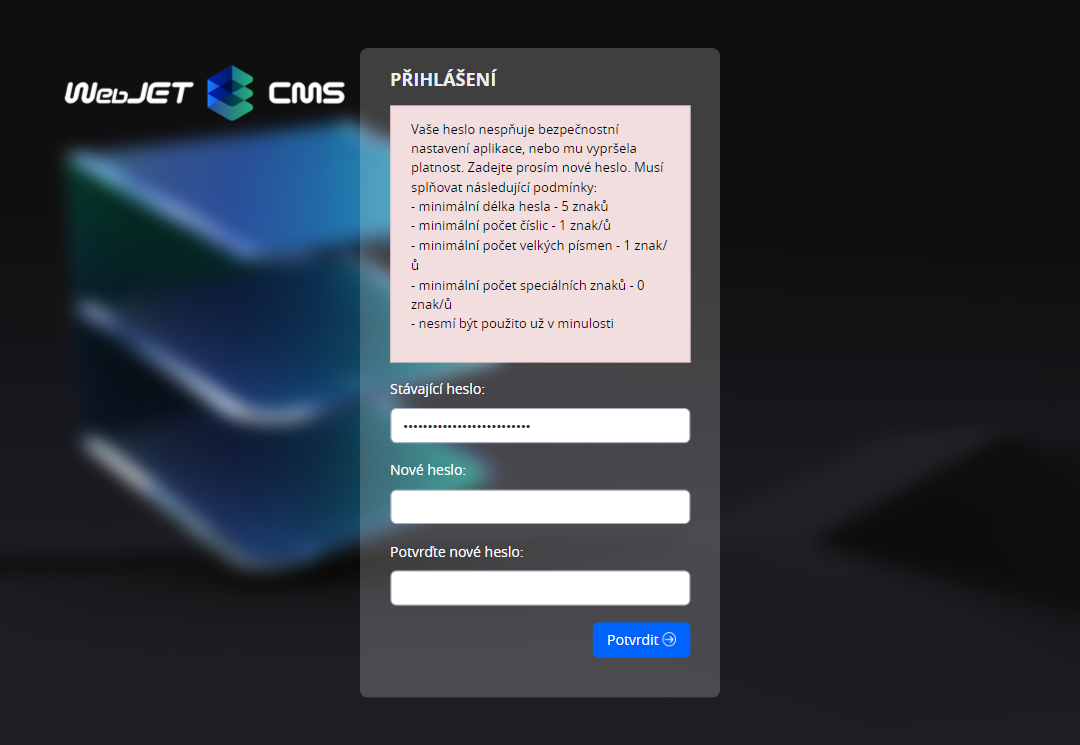 WebJET CMS
PŘIHLÁŠENÍ
Vaše heslo nespňuje bezpečnostní
nastavení aplikace, nebo mu vypršela
platnost. Zadejte prosím nové heslo. Musí
splňovat následující podmínky:
- minimální délka hesla - 5 znaků
- minimální počet číslic - 1 znak/ů
- minimální počet velkých písmen - 1 znak/
ů
- minimální počet speciálních znaků - 0
znak/ů
- nesmí být použito už v minulosti
Stávající heslo:
Nové heslo:
Potvrďte nové heslo:
Potvrdit